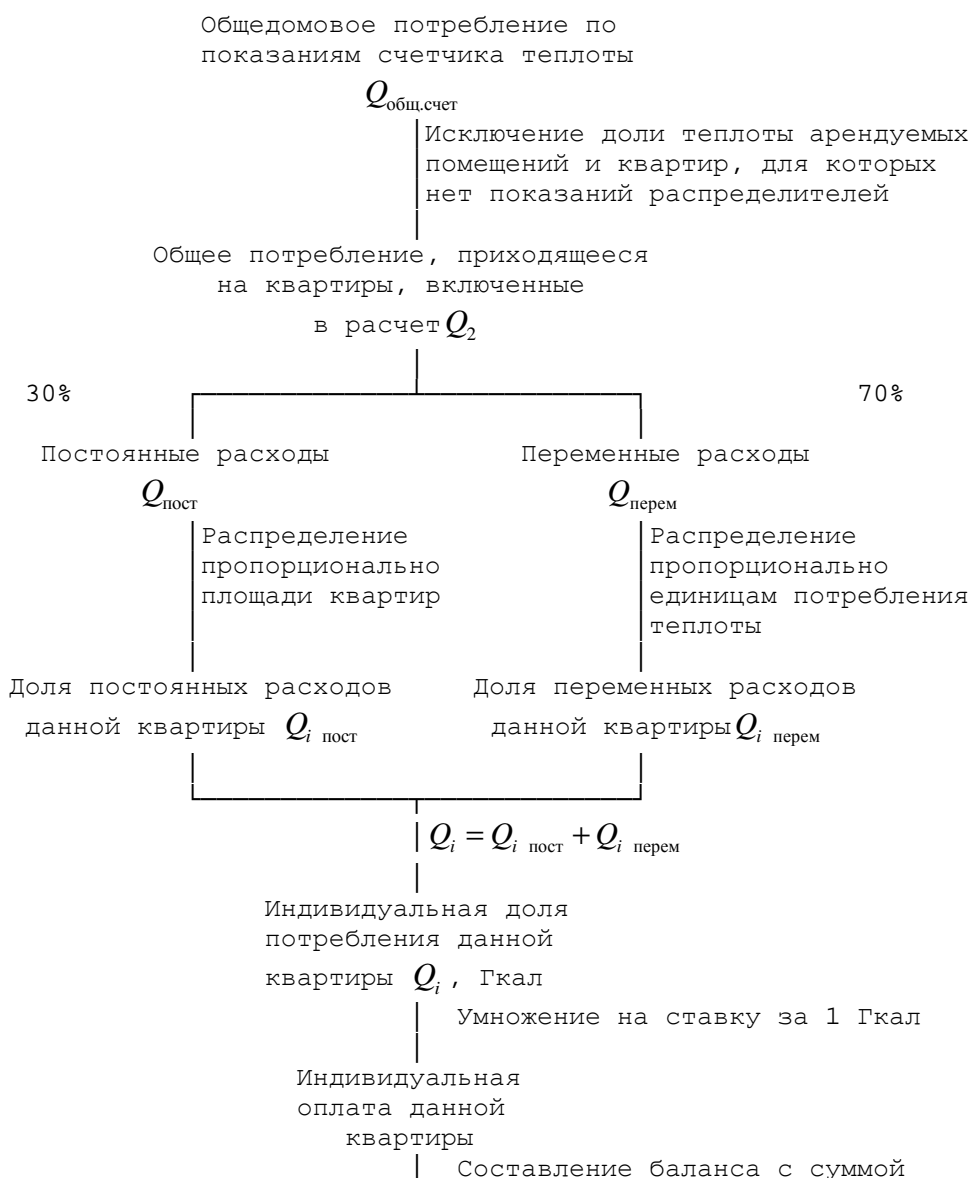 Общедомовое потребление по
показаниям счетчика теплоты
Qобщ.счет
Исключение доли теплоты арендуемых
помещений и квартир, для которых
нет показаний распределителей
Общее потребление, приходящееся
на квартиры, включенные
в расчет Q2
30% 70%
Постоянные расходы Переменные расходы
Qпост Qперем
Распределение Распределение
пропорционально пропорционально
площади квартир единицам потребления
теплоты
Доля постоянных расходов Доля переменных расходов
данной квартиры Qi пост данной квартиры Qi перем
Qi = Qi пост + Qi перем
Индивидуальная доля
потребления данной
квартиры Qi, Гкал
Умножение на ставку за 1 Гкал
Индивидуальная
оплата данной
квартиры
Составление баланса с суммой